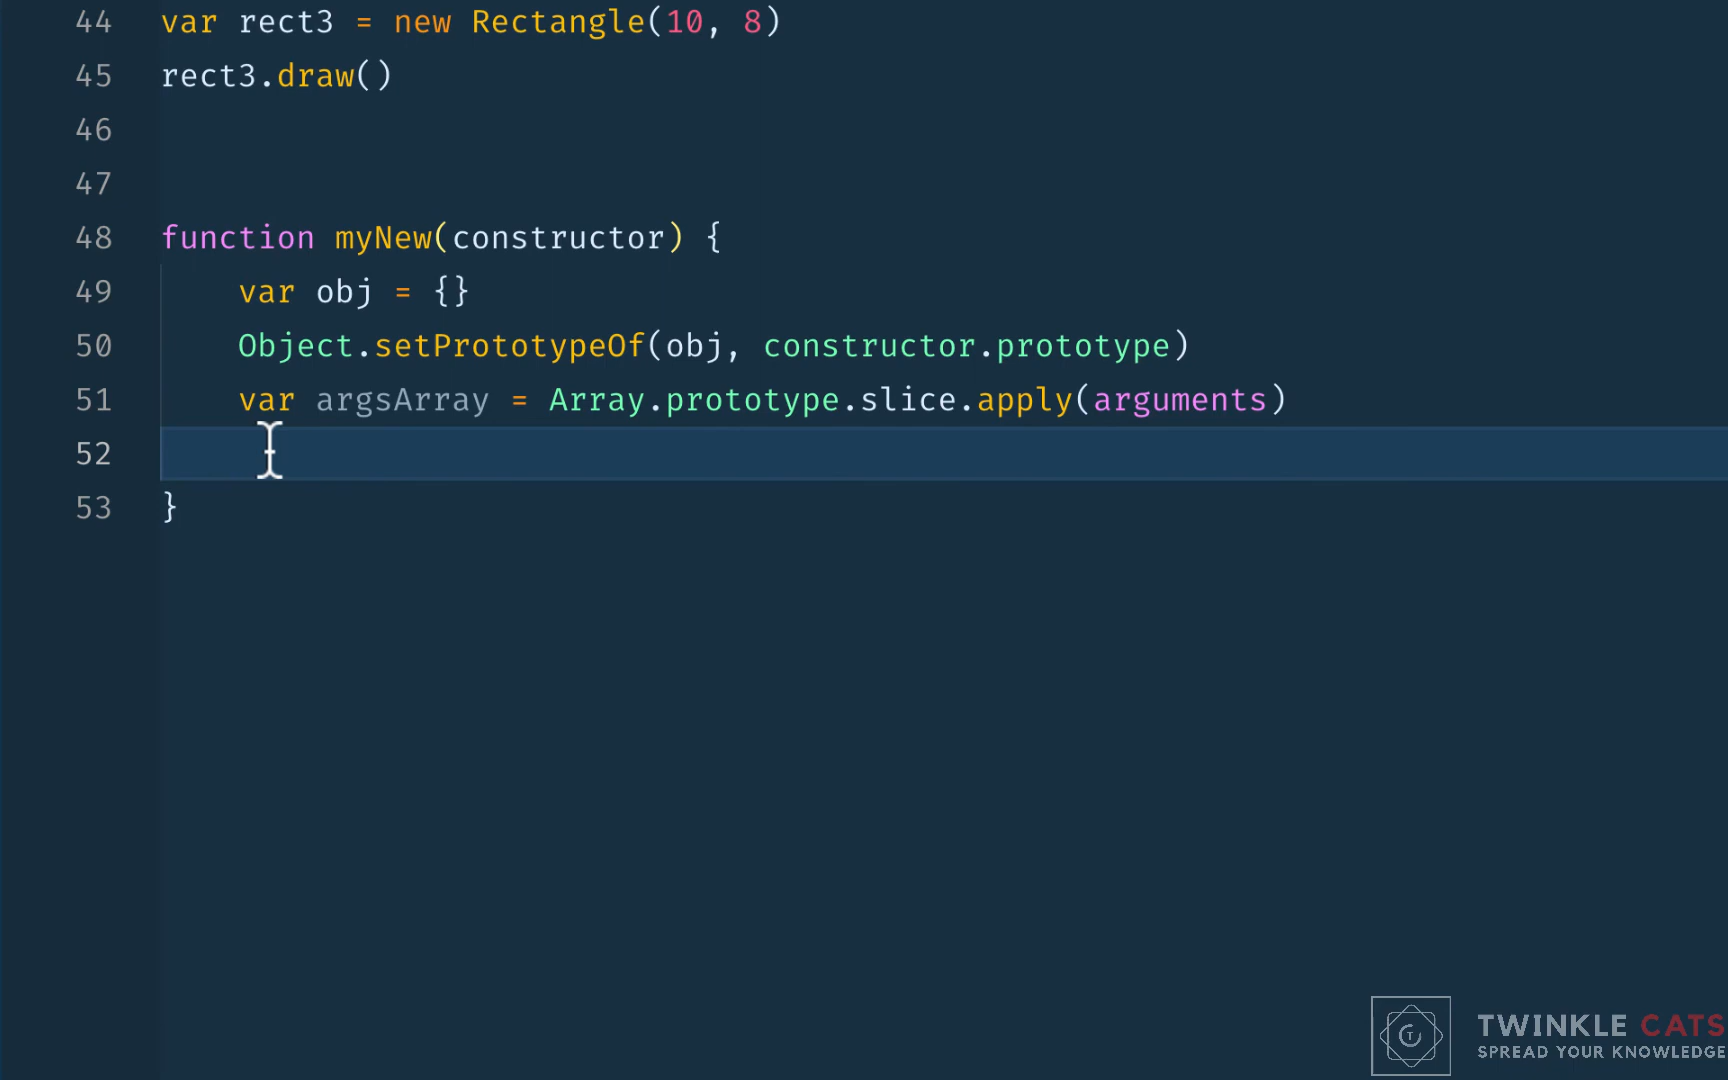 44 var rect3 = new Rectangle(10, 8)
45 rect3.draw()
46
47
48 function myNew(constructor) {
49 var obj = {}
50 Object.setPrototypeOf(obj, constructor.prototype)
51 var argsArray = Array.prototype.slice.apply(arguments)
52
53 }
TWINKLE CATS
SPREAD YOUR KNOWLEDGE